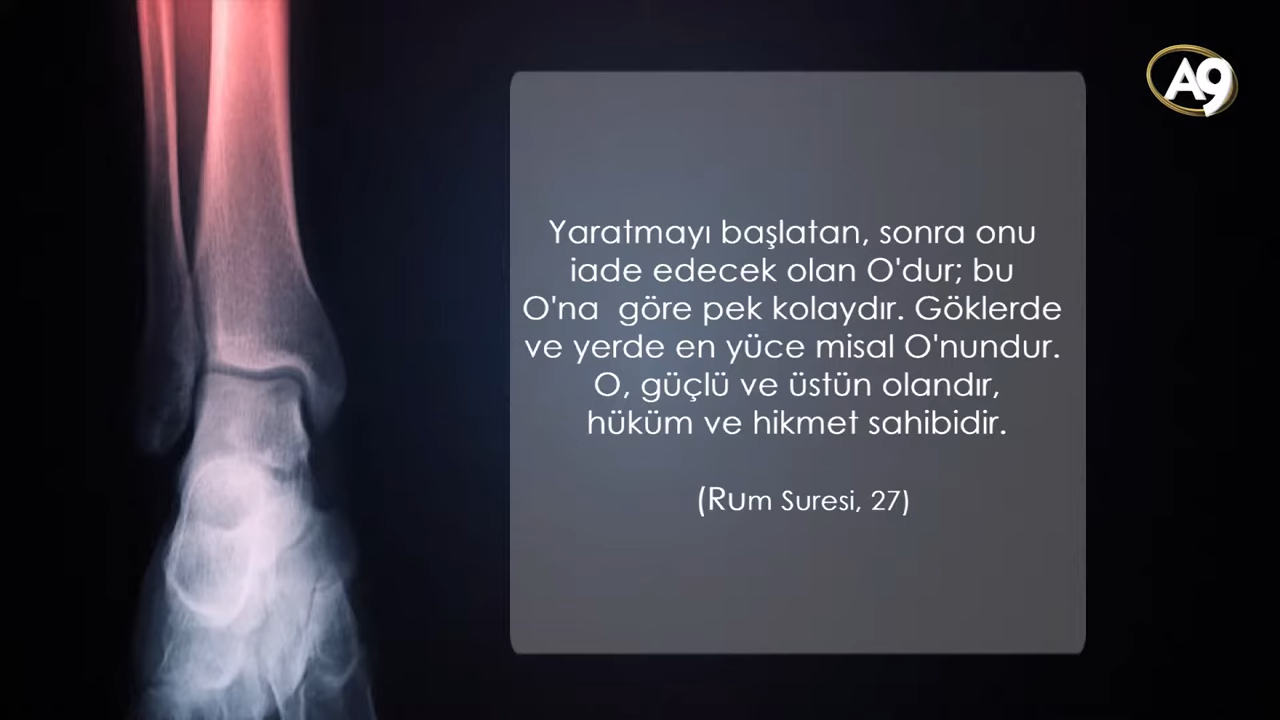 A9
Yaratmayı başlatan, sonra onu
iade edecek olan O'dur; bu
O'na  göre pek kolaydır. Göklerde
ve yerde en yüce misal O'nundur.
O, güçlü ve üstün olandır,
hüküm ve hikmet sahibidir.
(Rum Suresi, 27)